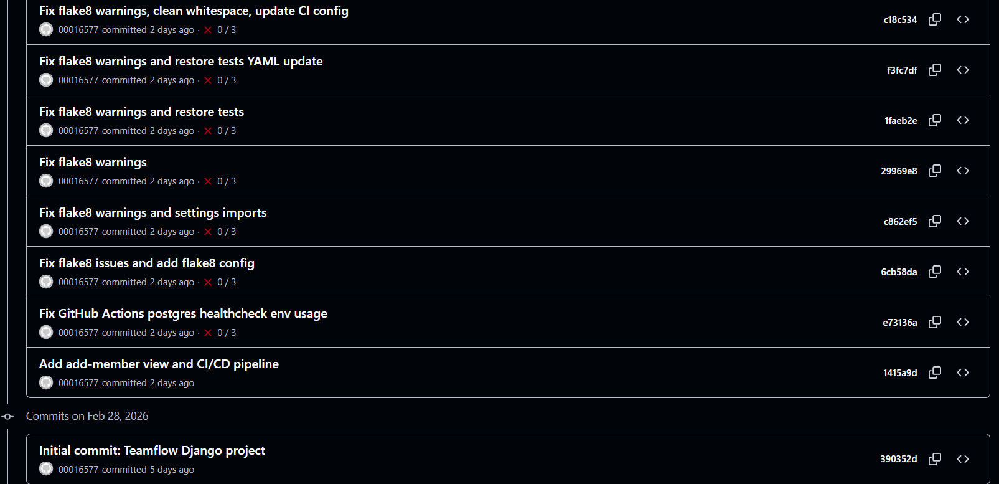 Fix flake8 warnings, clean whitespace, update CI config
00016577 committed 2 days ago · 0 / 3
c18c534
Fix flake8 warnings and restore tests YAML update
00016577 committed 2 days ago · 0 / 3
f3fc7df
Fix flake8 warnings and restore tests
00016577 committed 2 days ago · 0 / 3
1faeb2e
Fix flake8 warnings
00016577 committed 2 days ago · 0 / 3
29969e8
Fix flake8 warnings and settings imports
00016577 committed 2 days ago · 0 / 3
c862ef5
Fix flake8 issues and add flake8 config
00016577 committed 2 days ago · 0 / 3
6cb58da
Fix GitHub Actions postgres healthcheck env usage
00016577 committed 2 days ago · 0 / 3
e73136a
Add add-member view and CI/CD pipeline
00016577 committed 2 days ago
1415a9d
Commits on Feb 28, 2026
Initial commit: Teamflow Django project
00016577 committed 5 days ago
390352d